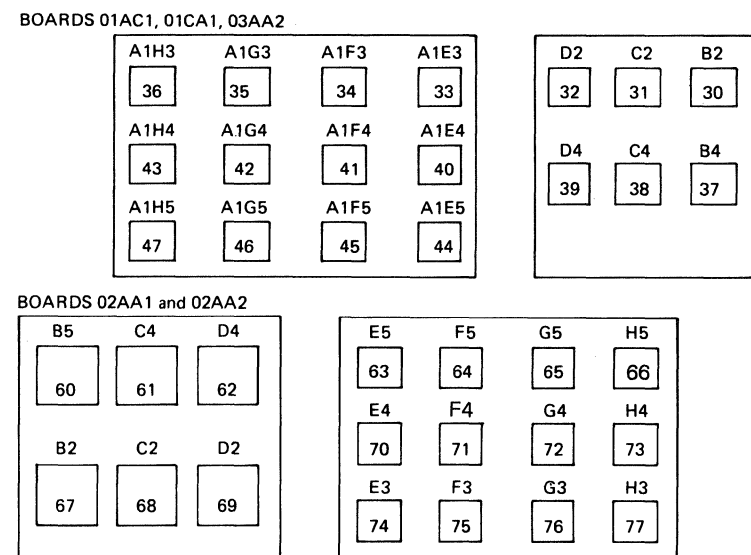 BOARDS 01AC1, 01CA1, 03AA2
A1H3 A1G3 A1F3 A1E3
36 35 34 33
A1H4 A1G4 A1F4 A1E4
43 42 41 40
A1H5 A1G5 A1F5 A1E5
47 46 45 44
D2 C2 B2
32 31 30
D4 C4 B4
39 38 37
BOARDS 02AA1 and 02AA2
B5 C4 D4
60 61 62
B2 C2 D2
67 68 69
E5 F5 G5 H5
63 64 65 66
E4 F4 G4 H4
70 71 72 73
E3 F3 G3 H3
74 75 76 77